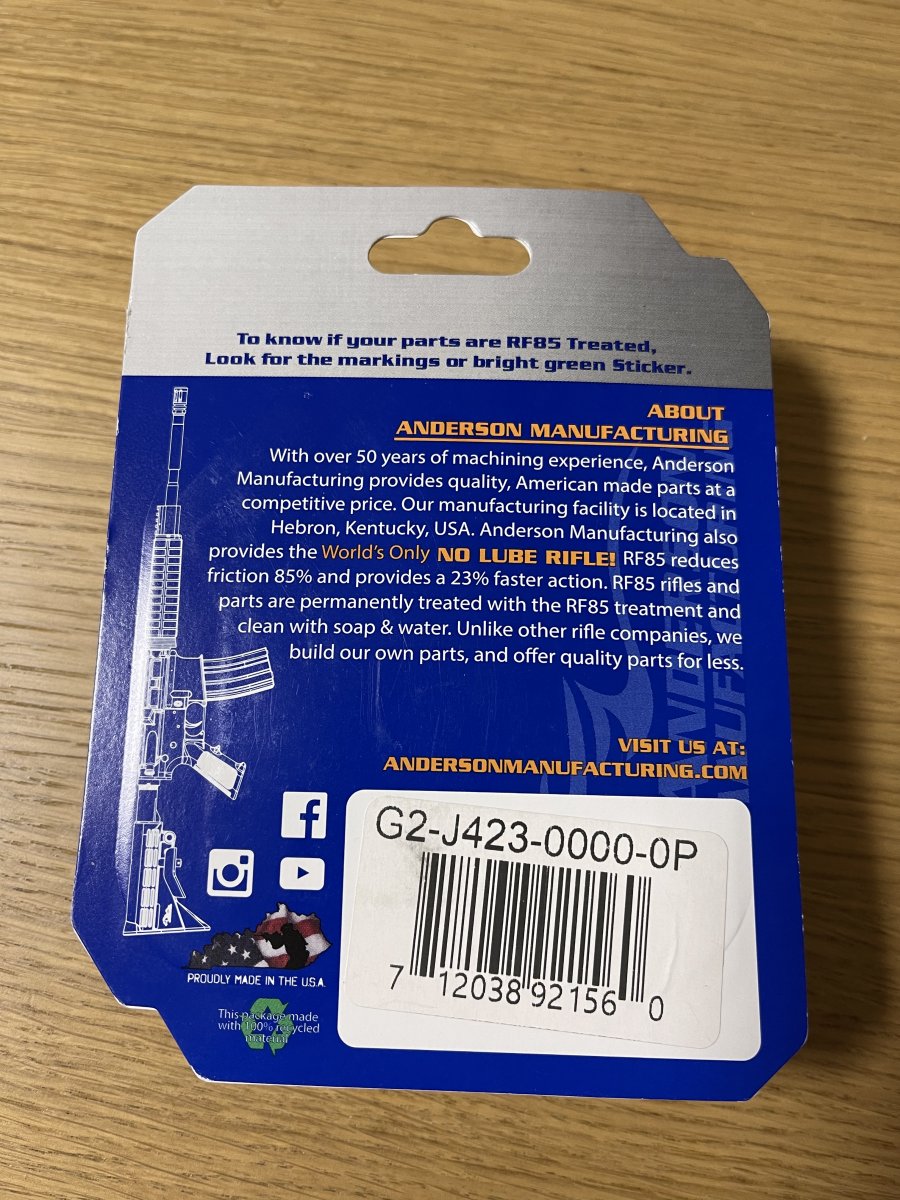 To know if your parts are RF85 Treated,
Look for the markings or bright green Sticker.
ABOUT
ANDERSON MANUFACTURING
With over 50 years of machining experience, Anderson
Manufacturing provides quality, American made parts at a
competitive price. Our manufacturing facility is located in
Hebron, Kentucky, USA. Anderson Manufacturing also
provides the World's Only NO LUBE RIFLE! RF85 reduces
friction 85% and provides a 23% faster action. RF85 rifles and
parts are permanently treated with the RF85 treatment and
clean with soap & water. Unlike other rifle companies, we
build our own parts, and offer quality parts for less.
VISIT US AT:
ANDERSONMANUFACTURING.COM
G2-J423-0000-0P
7 12038 92156 0
PROUDLY MADE IN THE U.S.A.
This package made
with 100% recycled
material